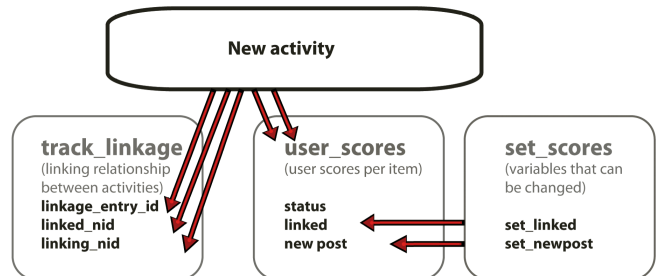 New activity
track_linkage
(linking relationship
between activities)
linkage_entry_id
linked_nid
linking_nid
user_scores
(user scores per item)
status
linked
new post
set_scores
(variables that can
be changed)
set_linked
set_newpost